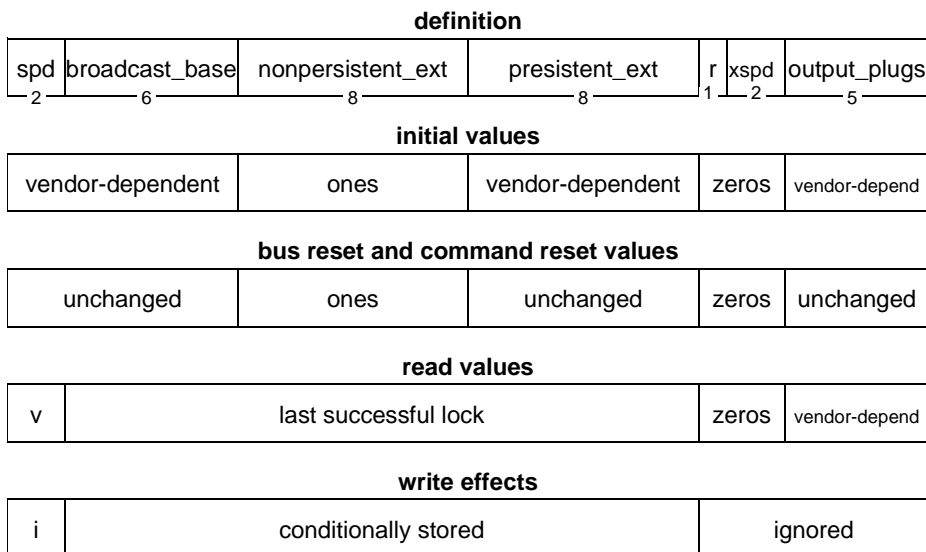 definition
spd broadcast_base nonpersistent_ext presistent_ext r xspd output_plugs
2 6 8 8 1 2 5
initial values
vendor-dependent ones vendor-dependent zeros vendor-depend
bus reset and command reset values
unchanged ones unchanged zeros unchanged
read values
v last successful lock zeros vendor-depend
write effects
i conditionally stored ignored